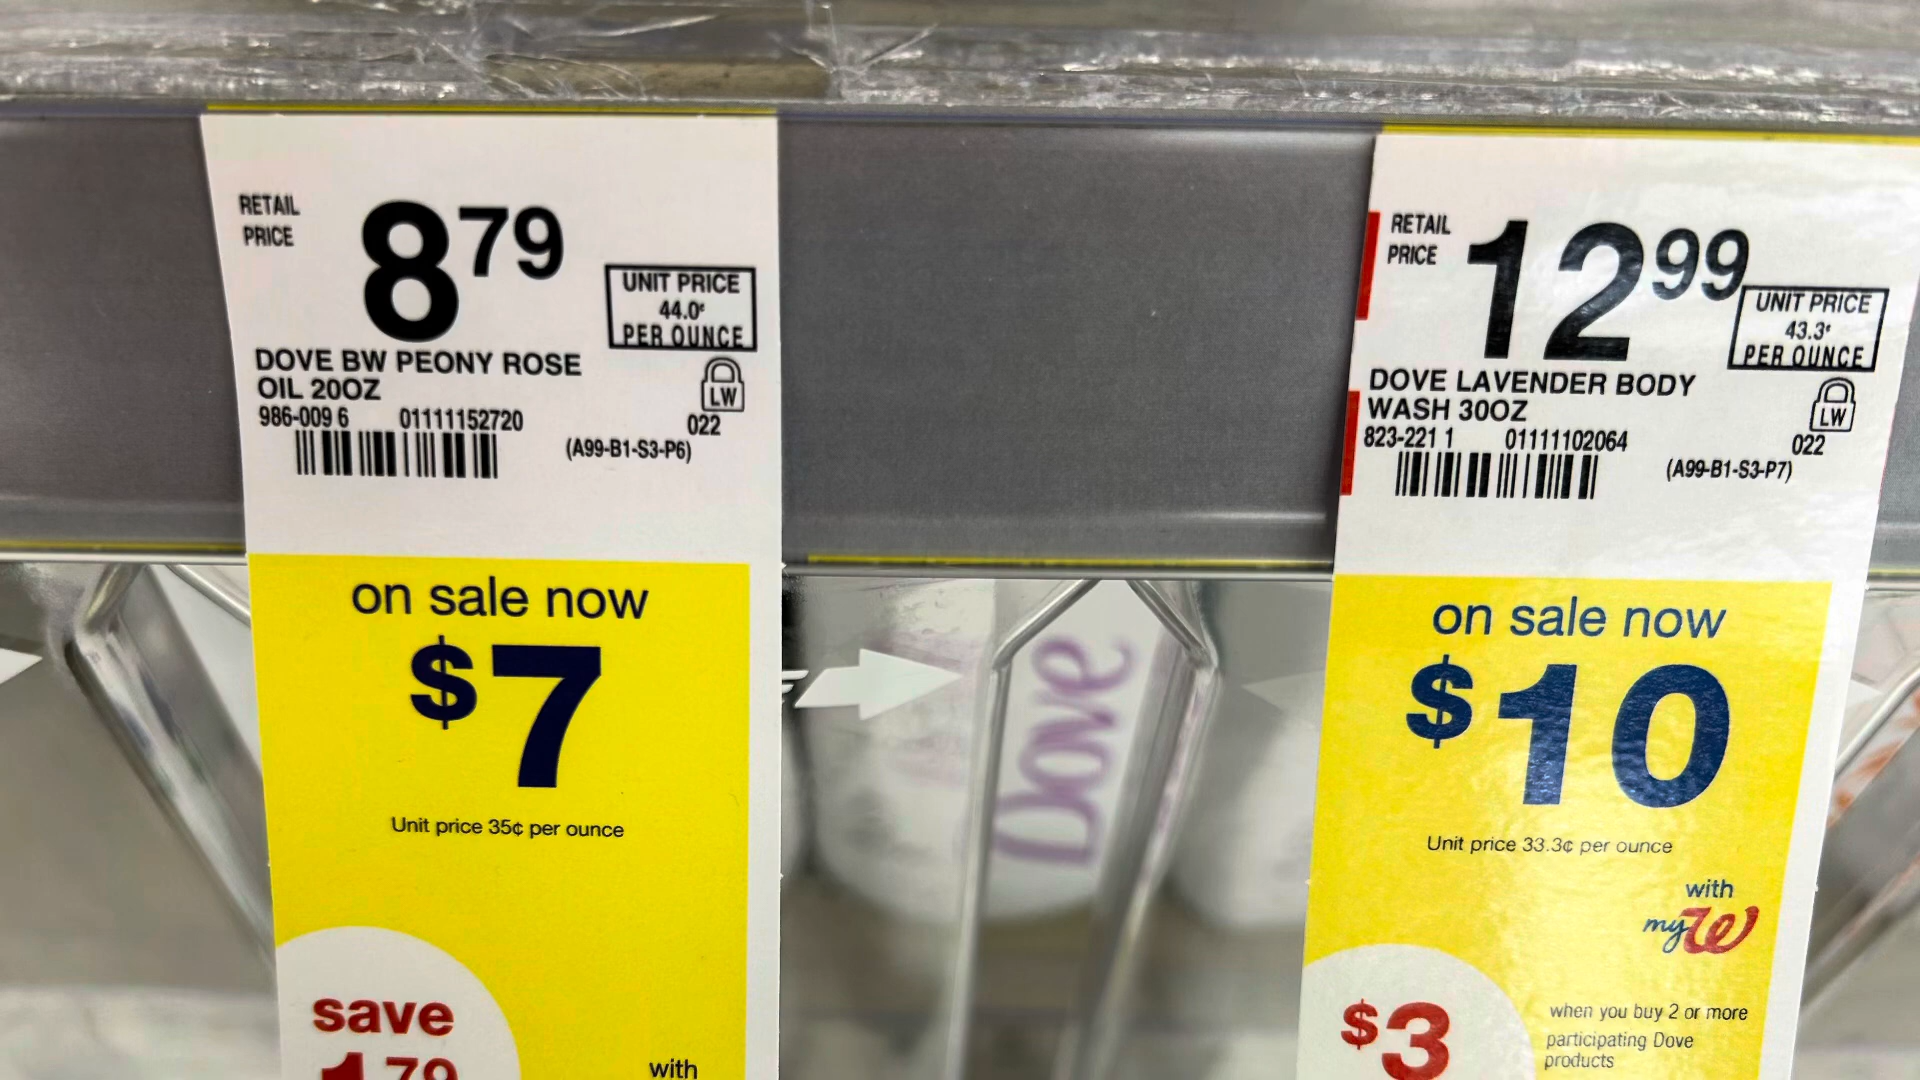 RETAIL
PRICE
8 79
UNIT PRICE
44.0¢
PER OUNCE
DOVE BW PEONY ROSE
OIL 20OZ
LW
986-009 6 01111152720 022
(A99-B1-S3-P6)
on sale now
$7
Unit price 35¢ per ounce
save
1 79
with
Dove
RETAIL
PRICE
12 99
UNIT PRICE
43.3¢
PER OUNCE
DOVE LAVENDER BODY
WASH 30OZ
LW
823-221 1 01111102064 022
(A99-B1-S3-P7)
on sale now
$10
Unit price 33.3¢ per ounce
with
myW
$3
when you buy 2 or more
participating Dove
products